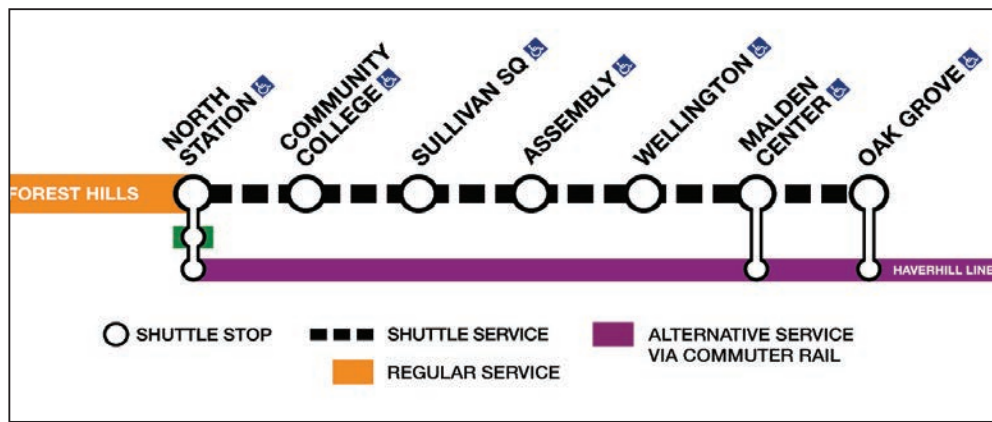 NORTH
STATION
COMMUNITY
COLLEGE
SULLIVAN SQ
ASSEMBLY
WELLINGTON
MALDEN
CENTER
OAK GROVE
FOREST HILLS
HAVERHILL LINE
SHUTTLE STOP
SHUTTLE SERVICE
ALTERNATIVE SERVICE
VIA COMMUTER RAIL
REGULAR SERVICE